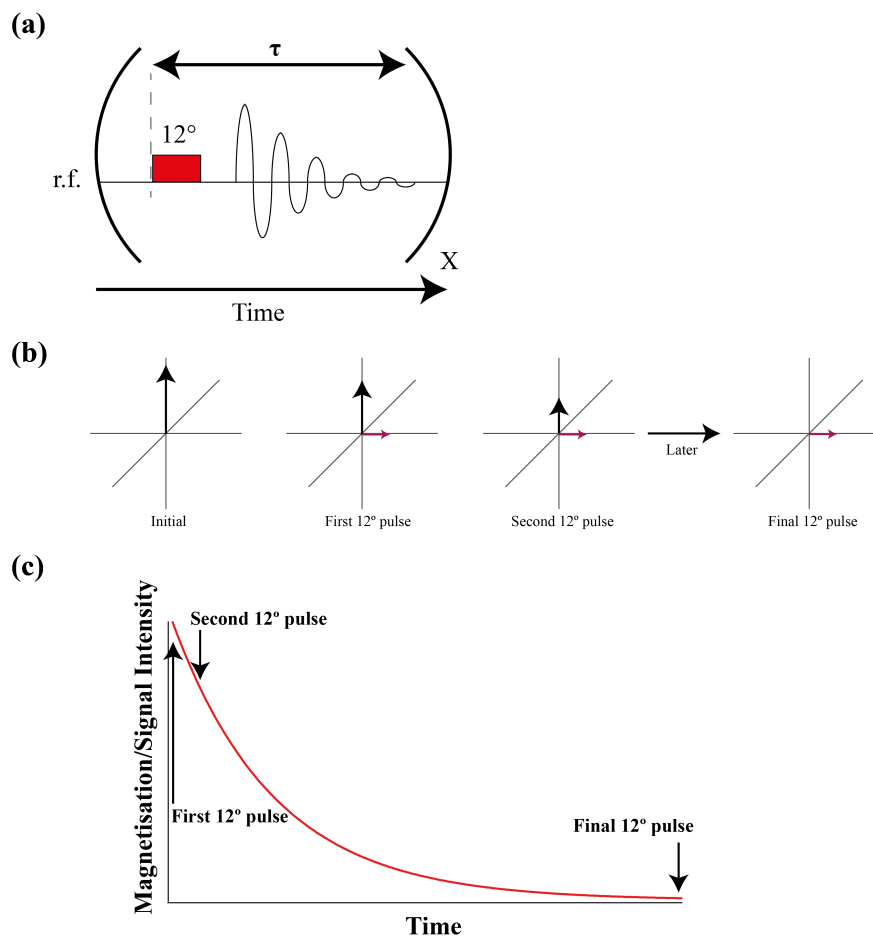 (a)
τ
12°
r.f.
X
Time
(b)
Later
Initial
First 12º pulse
Second 12º pulse
Final 12º pulse
(c)
Magnetisation/Signal Intensity
Second 12º pulse
First 12º pulse
Final 12º pulse
Time